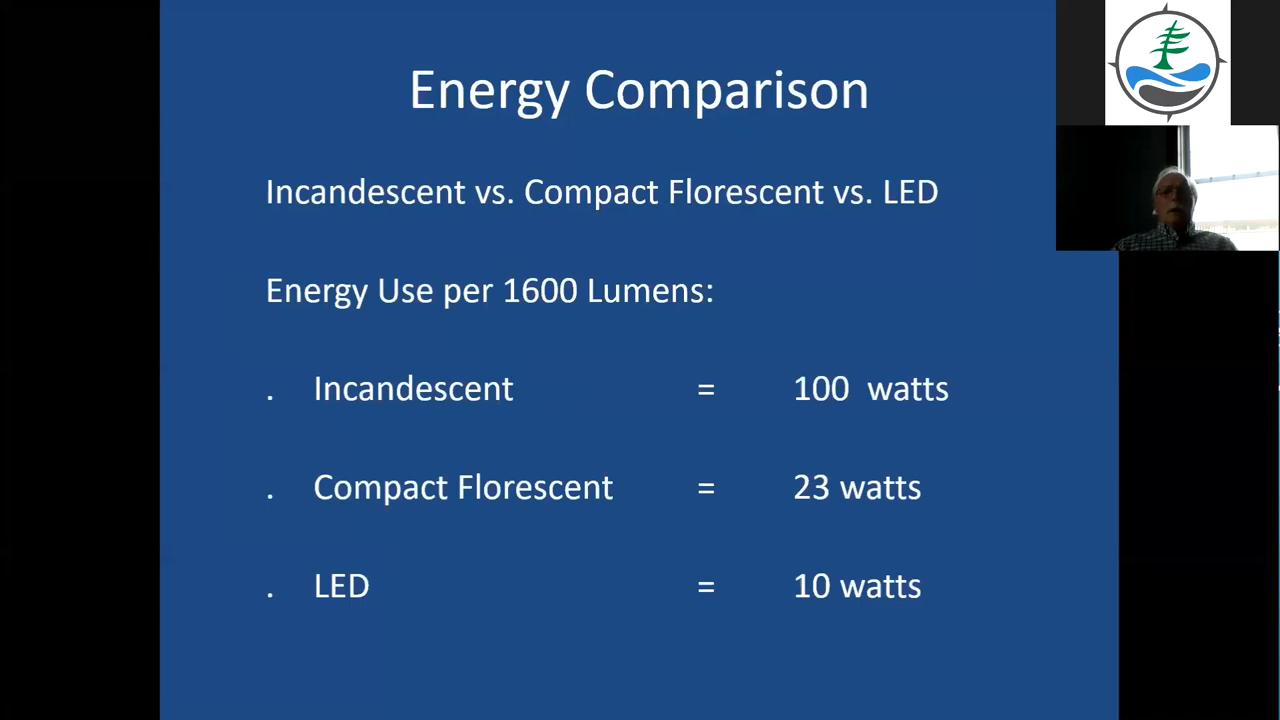 Energy Comparison
Incandescent vs. Compact Florescent vs. LED
Energy Use per 1600 Lumens:
. Incandescent = 100 watts
. Compact Florescent = 23 watts
. LED = 10 watts